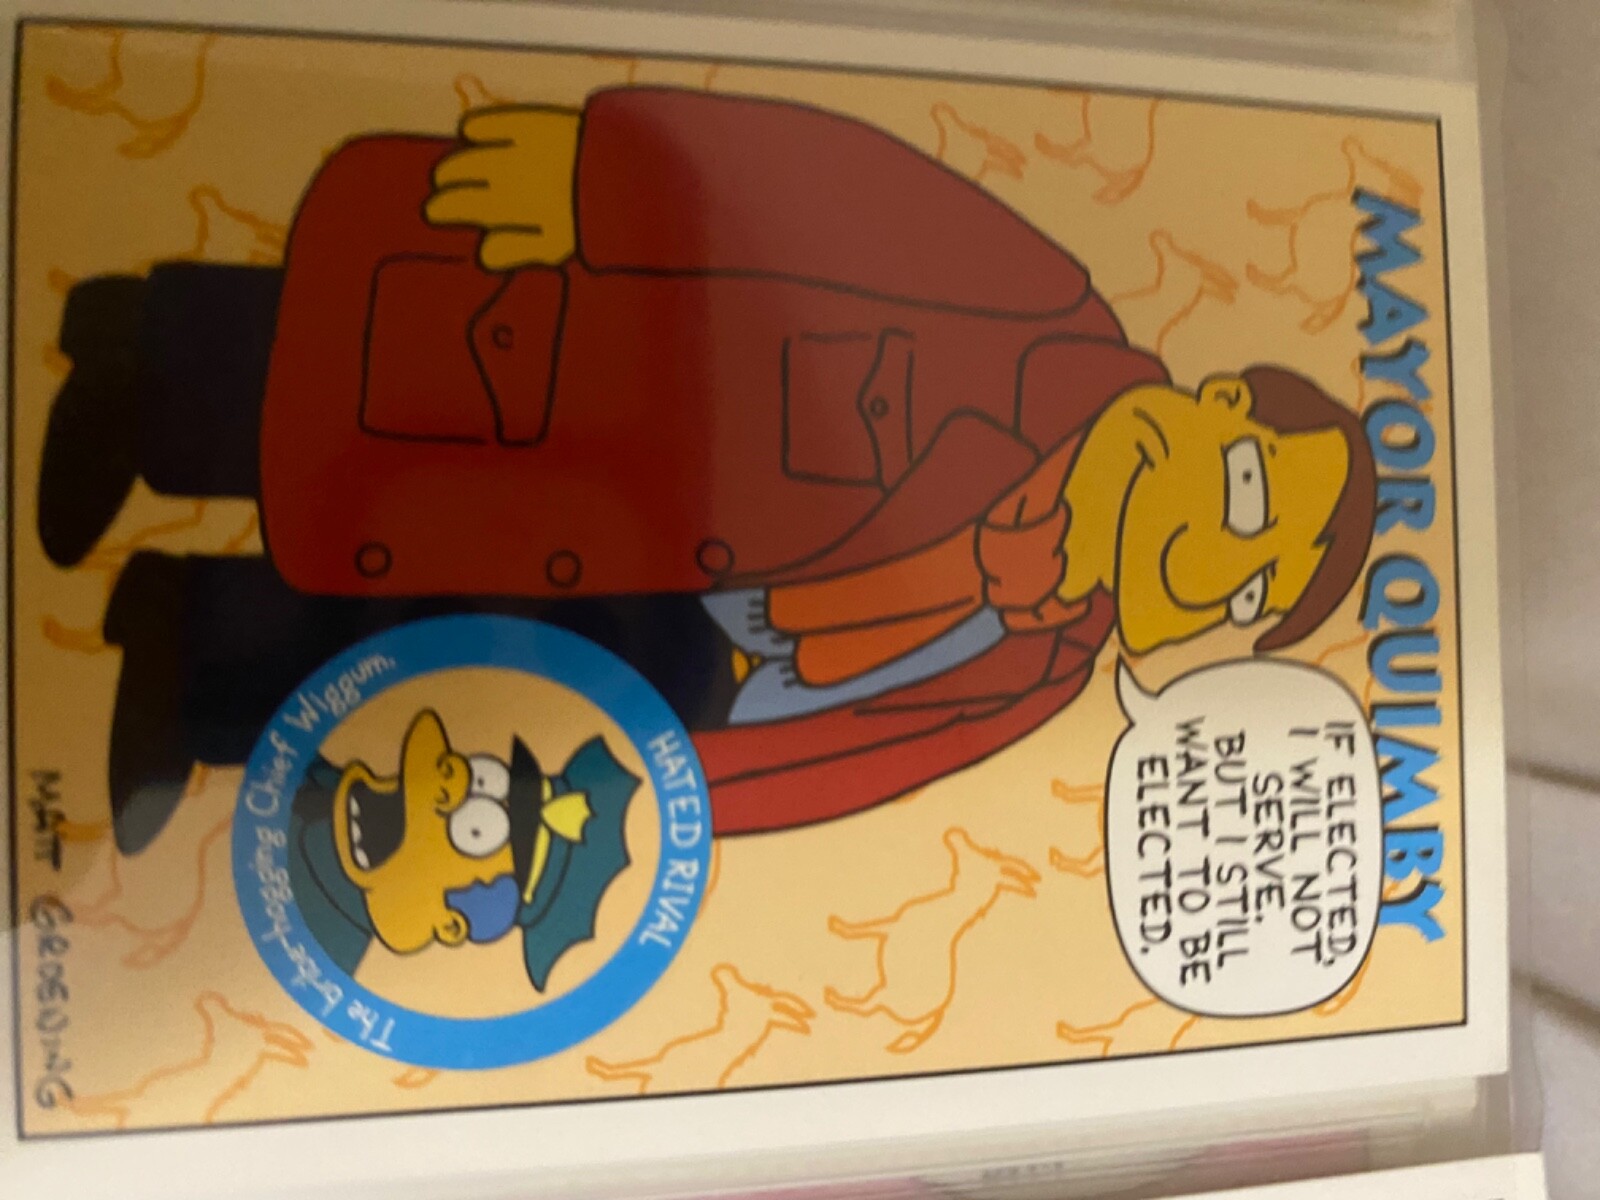 MAYOR QUIMBY
IF ELECTED,
I WILL NOT
SERVE.
BUT I STILL
WANT TO BE
ELECTED.
HATED RIVAL
The bribe-hogging Chief Wiggum.
MATT GROENING